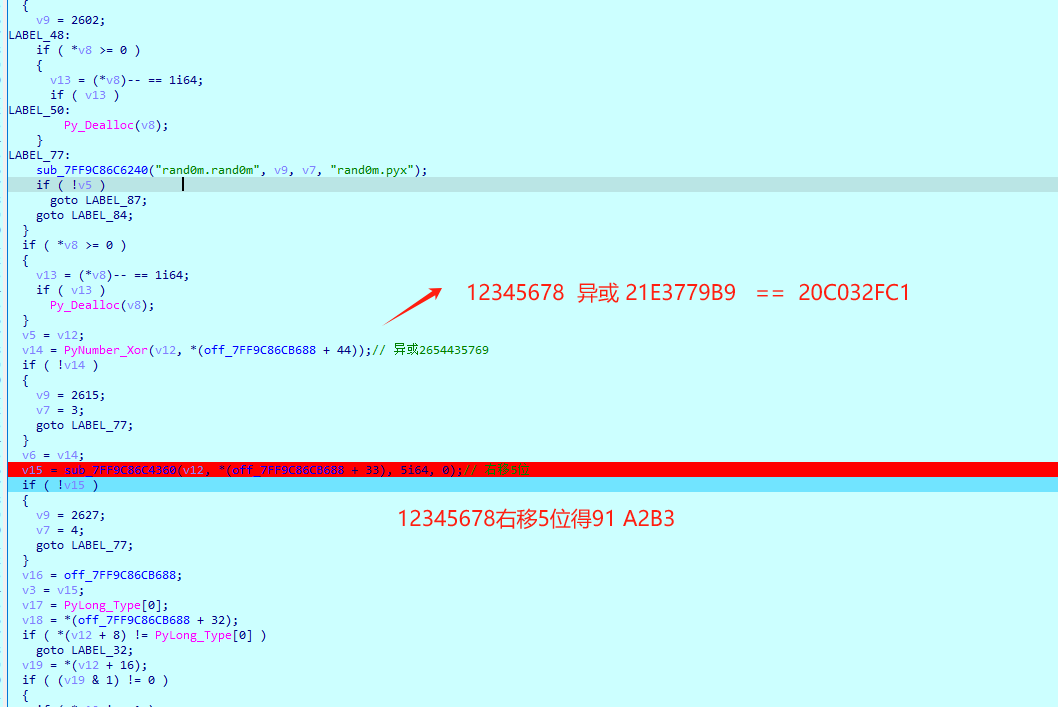 {
v9 = 2602;
LABEL_48:
if ( *v8 >= 0 )
{
v13 = (*v8)-- == 1i64;
if ( v13 )
LABEL_50:
Py_Dealloc(v8);
}
LABEL_77:
sub_7FF9C86C6240("rand0m.rand0m", v9, v7, "rand0m.pyx");
if ( !v5 )
goto LABEL_87;
goto LABEL_84;
}
if ( *v8 >= 0 )
{
v13 = (*v8)-- == 1i64;
if ( v13 )
Py_Dealloc(v8);
}
12345678 异或 21E3779B9 == 20C032FC1
v5 = v12;
v14 = PyNumber_Xor(v12, *(off_7FF9C86CB688 + 44));// 异或2654435769
if ( !v14 )
{
v9 = 2615;
v7 = 3;
goto LABEL_77;
}
v6 = v14;
v15 = sub_7FF9C86C4360(v12, *(off_7FF9C86CB688 + 33), 5i64, 0);//
if ( !v15 )
{
v9 = 2627;
12345678右移5位得91 A2B3
v7 = 4;
goto LABEL_77;
}
v16 = off_7FF9C86CB688;
v3 = v15;
v17 = PyLong_Type[0];
v18 = *(off_7FF9C86CB688 + 32);
if ( *(v12 + 8) != PyLong_Type[0] )
goto LABEL_32;
v19 = *(v12 + 16);
if ( (v19 & 1) != 0 )
{